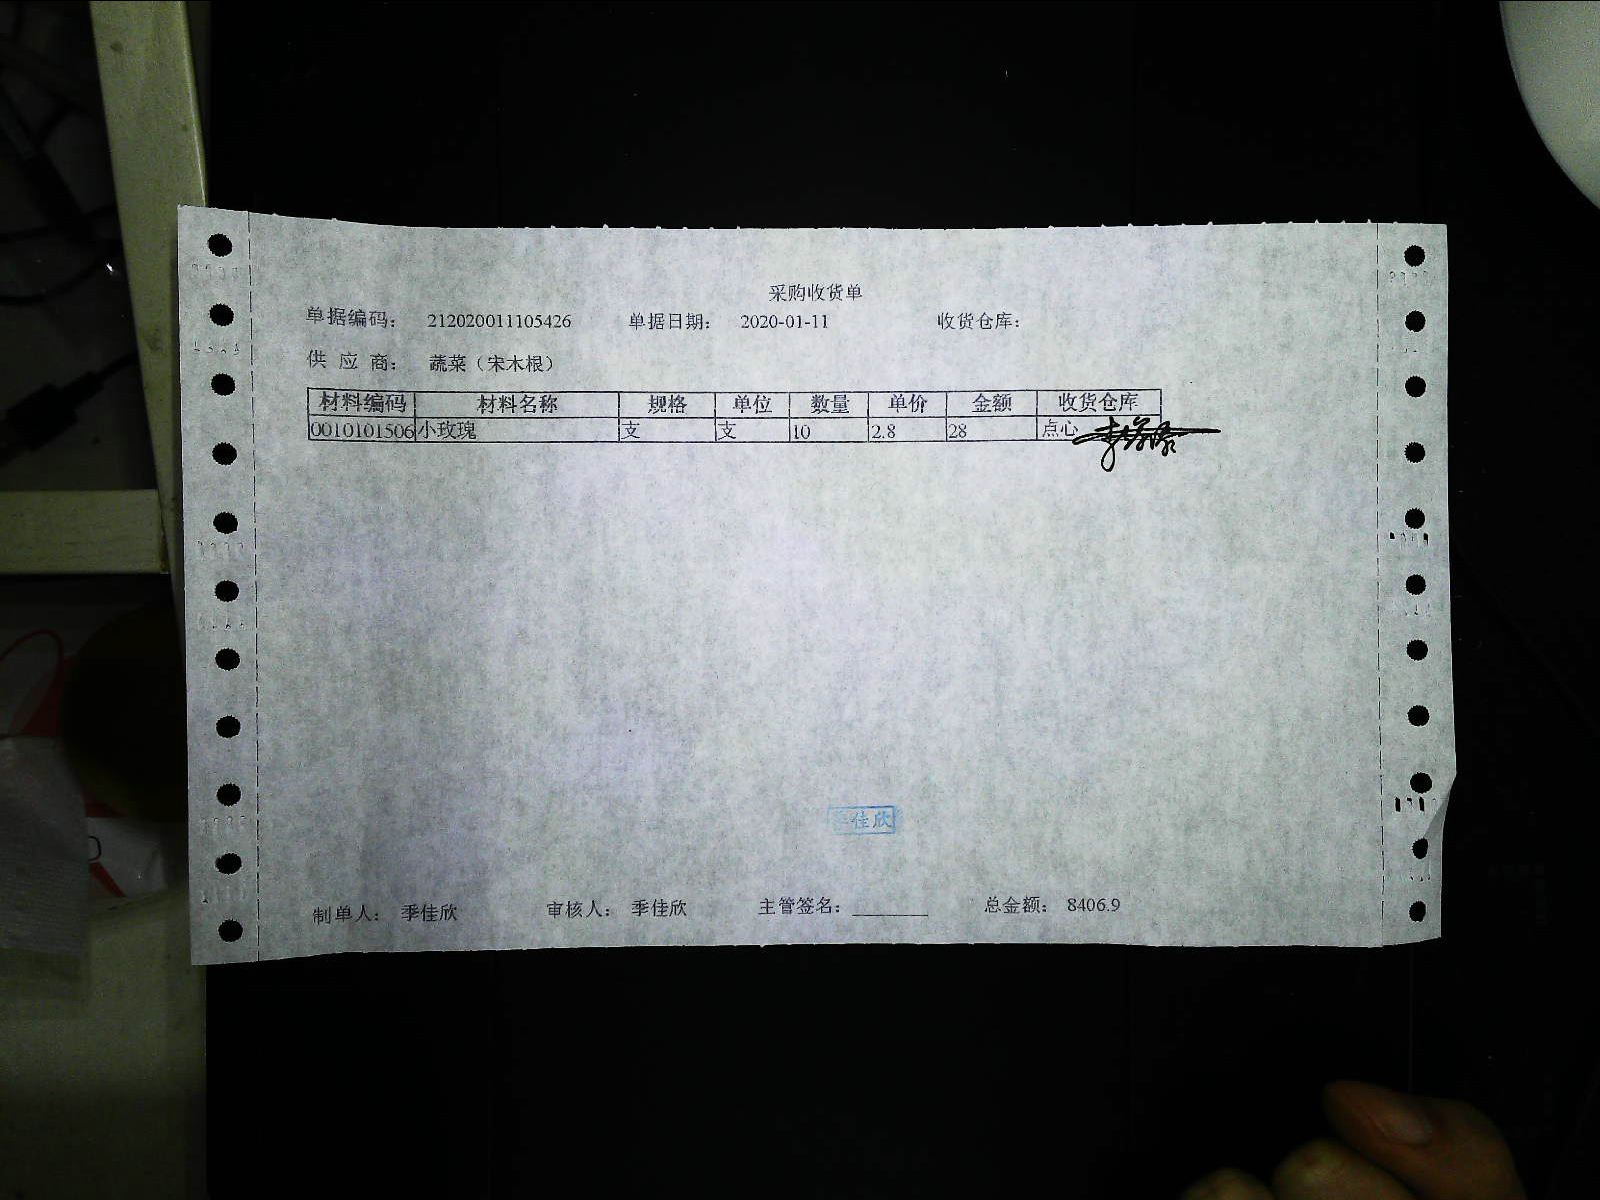 采购收货单
单据编码： 212020011105426 单据日期： 2020-01-11 收货仓库：
供 应 商： 蔬菜（宋木根）
材料编码 材料名称 规格 单位 数量 单价 金额 收货仓库
0010101506 小玫瑰 支 支 10 2.8 28 点心
佳欣
制单人： 季佳欣 审核人： 季佳欣 主管签名：________ 总金额： 8406.9